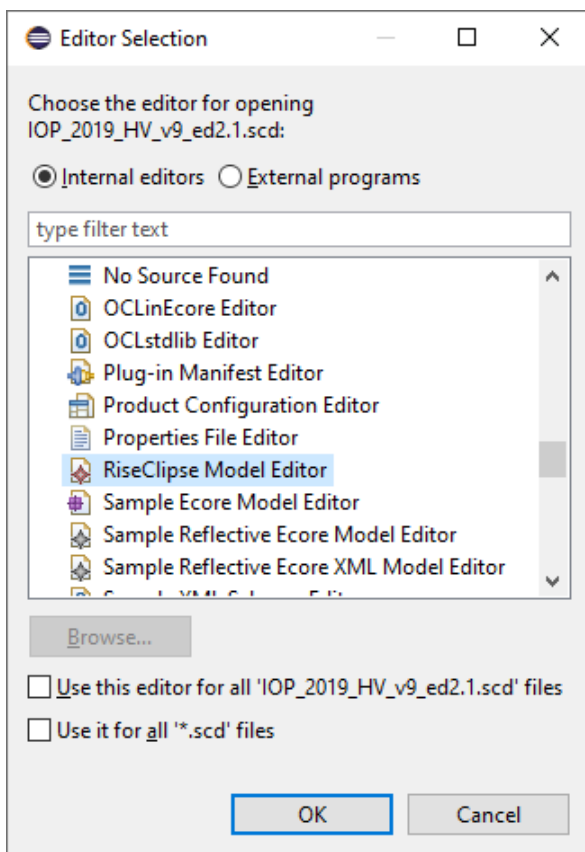 Editor Selection
Choose the editor for opening
IOP_2019_HV_v9_ed2.1.scd:
Internal editors External programs
type filter text
No Source Found
OCLinEcore Editor
OCLstdlib Editor
Plug-in Manifest Editor
Product Configuration Editor
Properties File Editor
RiseClipse Model Editor
Sample Ecore Model Editor
Sample Reflective Ecore Model Editor
Sample Reflective Ecore XML Model Editor
Browse...
Use this editor for all 'IOP_2019_HV_v9_ed2.1.scd' files
Use it for all '*.scd' files
OK Cancel